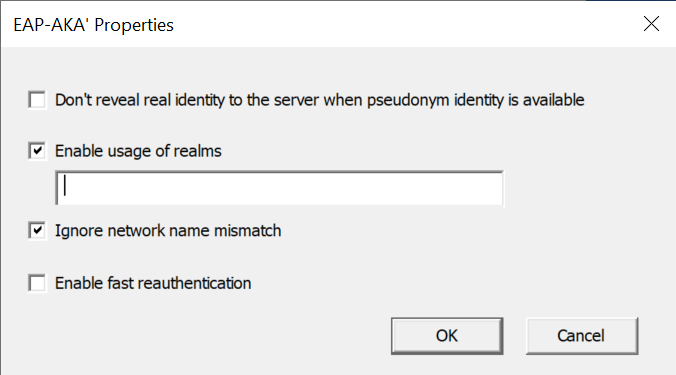 EAP-AKA' Properties
Don't reveal real identity to the server when pseudonym identity is available
Enable usage of realms
Ignore network name mismatch
Enable fast reauthentication
OK
Cancel